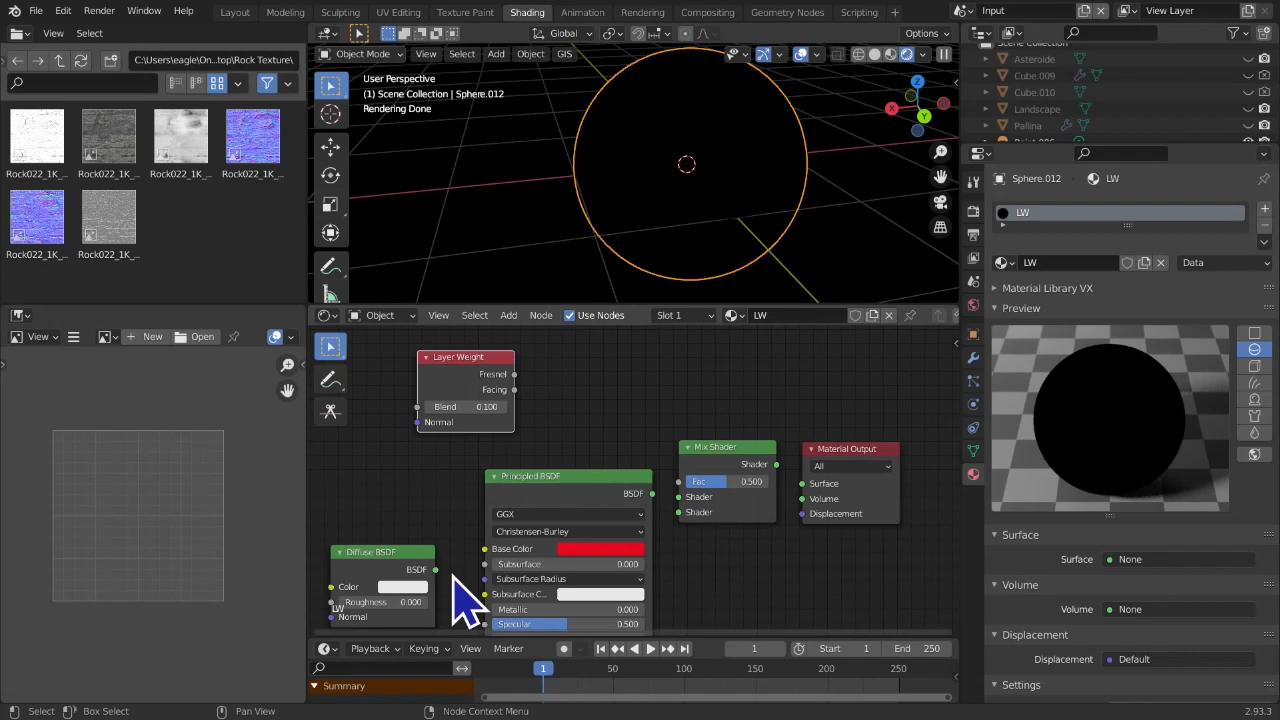 File Edit Render Window Help Layout Modeling Sculpting UV Editing Texture Paint Shading Animation Rendering Compositing Geometry Nodes Scripting + Input View Layer
View Select
C:\Users\eagle\On...top\Rock Texture\
Rock022_1K_... Rock022_1K_... Rock022_1K_... Rock022_1K_...
Rock022_1K_... Rock022_1K_...
View New Open
Global Options
Object Mode View Select Add Object GIS
User Perspective
(1) Scene Collection | Sphere.012
Rendering Done
Z
X
Y
Object View Select Add Node Use Nodes Slot 1 LW
Layer Weight
Fresnel
Facing
Blend 0.100
Normal
Mix Shader
Shader
Fac 0.500
Shader
Shader
Material Output
All
Surface
Volume
Displacement
Principled BSDF
BSDF
GGX
Christensen-Burley
Base Color
Subsurface 0.000
Subsurface Radius
Subsurface C...
Metallic 0.000
Specular 0.500
Diffuse BSDF
BSDF
Color
Roughness 0.000
LW
Normal
Playback Keying View Marker 1 Start 1 End 250
1 50 100 150 200 250
Summary
Scene Collection
Asteroide
Cube.009
Cube.010
Landscape
Pallina
Sphere.012 LW
LW
LW Data
Material Library VX
Preview
Surface
Surface None
Volume
Volume None
Displacement
Displacement Default
Settings
Select Box Select Pan View Node Context Menu 2.93.3